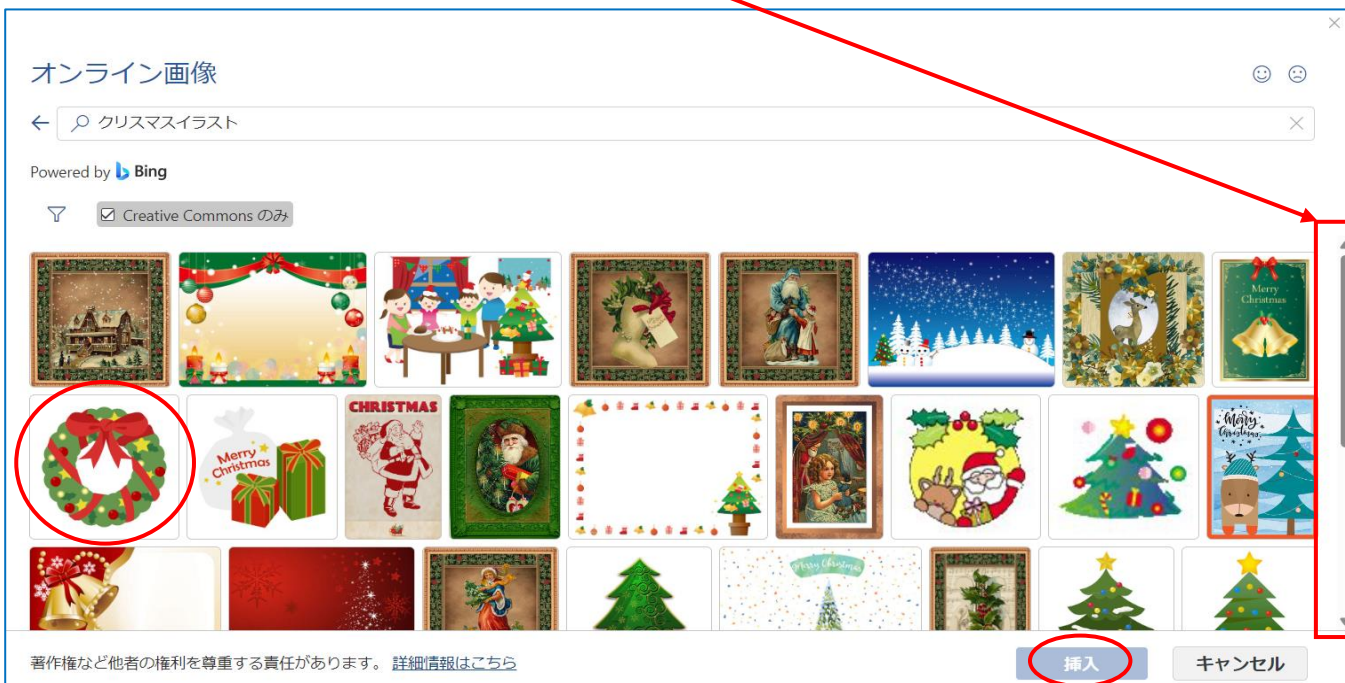 オンライン画像
クリスマスイラスト
Powered by Bing
Creative Commons のみ
Merry
Christmas
Merry
Christmas
CHRISTMAS
Merry
Christmas
Merry Christmas
著作権など他者の権利を尊重する責任があります。 詳細情報はこちら
挿入
キャンセル